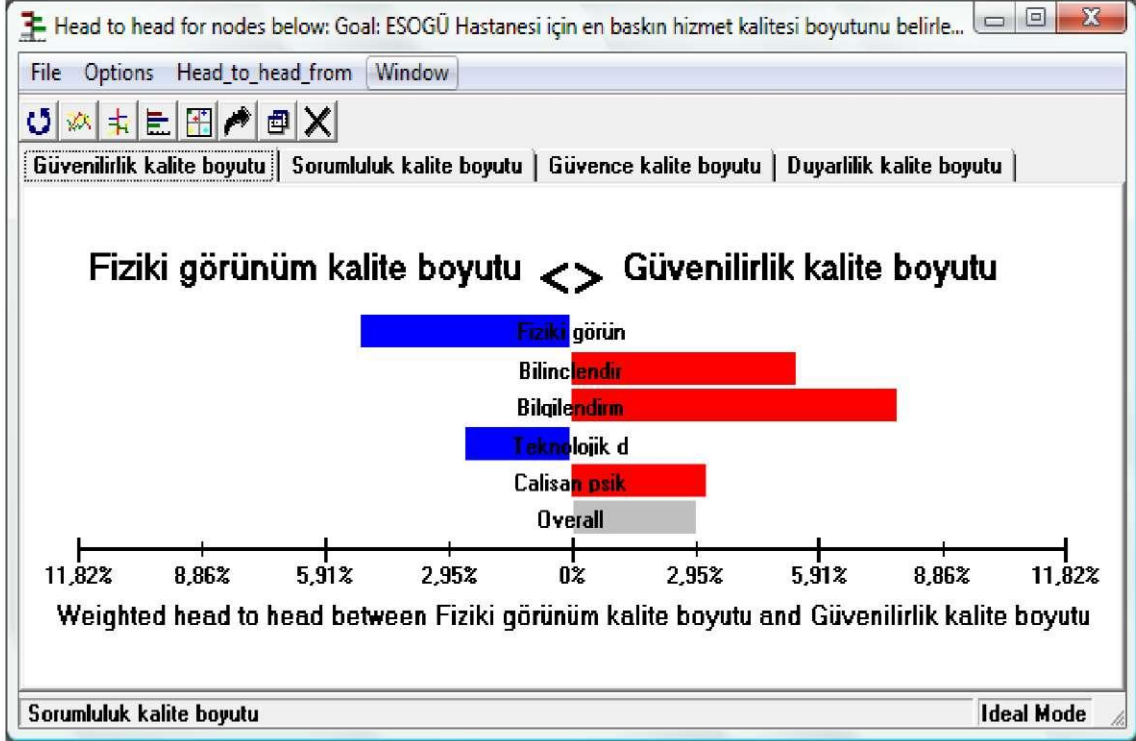 Head to head for nodes below: Goal: ESOGÜ Hastanesi için en baskın hizmet kalitesi boyutunu belirle...
File Options Head_to_head_from Window
Güvenilirlik kalite boyutu Sorumluluk kalite boyutu Güvence kalite boyutu Duyarlilik kalite boyutu
Fiziki görünüm kalite boyutu <> Güvenilirlik kalite boyutu
Fiziki görün
Bilinclendir
Bilgilendirm
Teknolojik d
Calisan psik
Overall
11,82% 8,86% 5,91% 2,95% 0% 2,95% 5,91% 8,86% 11,82%
Weighted head to head between Fiziki görünüm kalite boyutu and Güvenilirlik kalite boyutu
Sorumluluk kalite boyutu Ideal Mode